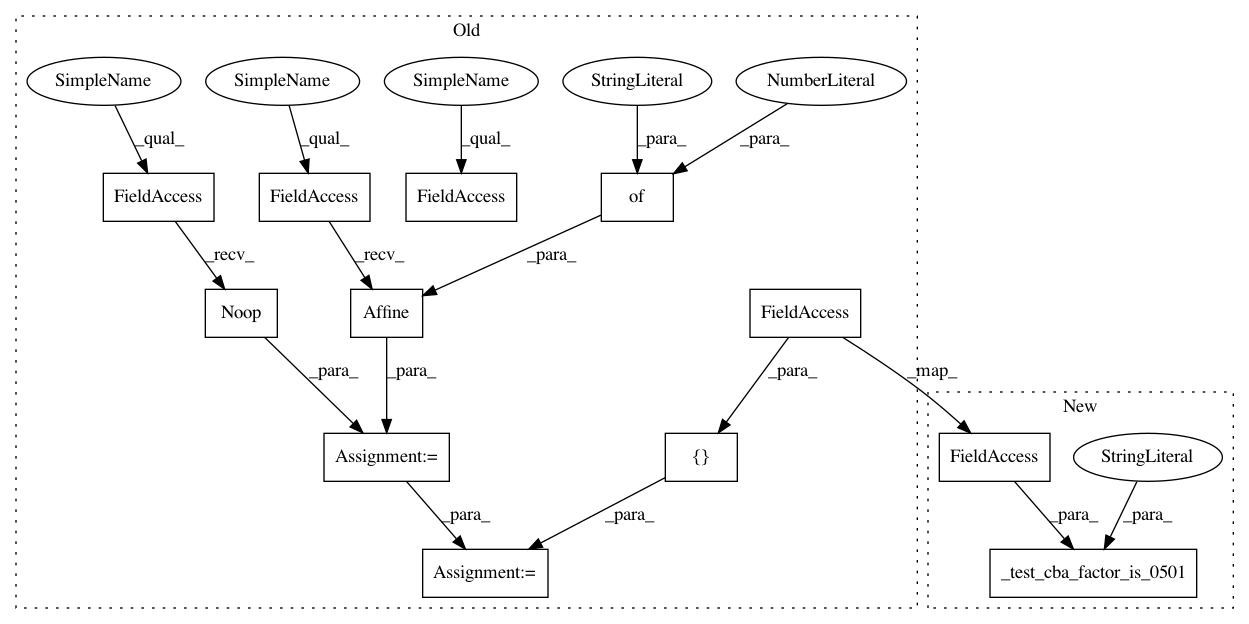 Old
SimpleName
SimpleName
SimpleName
StringLiteral
NumberLiteral
_qual_
_qual_
_qual_
_para_
_para_
FieldAccess
FieldAccess
FieldAccess
of
_recv_
_recv_
_para_
Noop
Affine
FieldAccess
_para_
_para_
_para_
_map_
New
Assignment:=
{}
FieldAccess
StringLiteral
_para_
_para_
_para_
_para_
Assignment:=
_test_cba_factor_is_0501